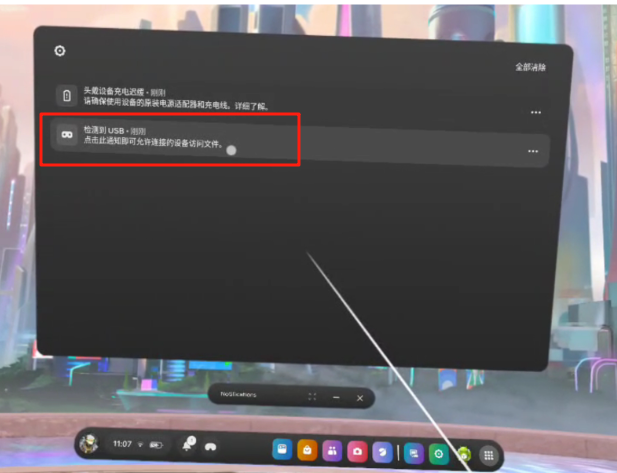 全部清除
头戴设备充电迟缓 • 刚刚
请确保使用设备的原装电源适配器和充电线。详细了解。
检测到 USB • 刚刚
点击此通知即可允许连接的设备访问文件。
Notifications
11:07